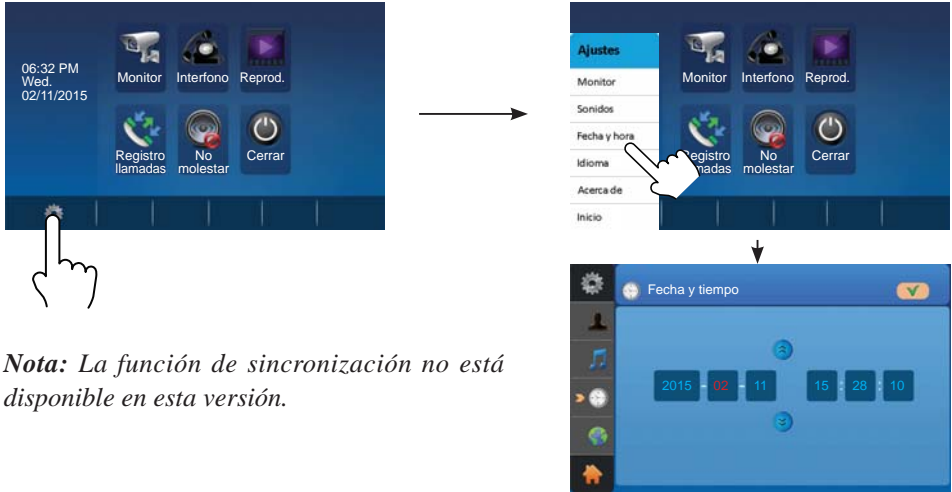 06:32 PM
Wed.
02/11/2015
Monitor
Interfono
Reprod.
Registro
llamadas
No
molestar
Cerrar
Ajustes
Monitor
Sonidos
Fecha y hora
Idioma
Acerca de
Inicio
Monitor
Interfono
Reprod.
Registro
llamadas
No
molestar
Cerrar
Fecha y tiempo
2015 - 02 - 11 15 : 28 : 10
Nota: La función de sincronización no está
disponible en esta versión.